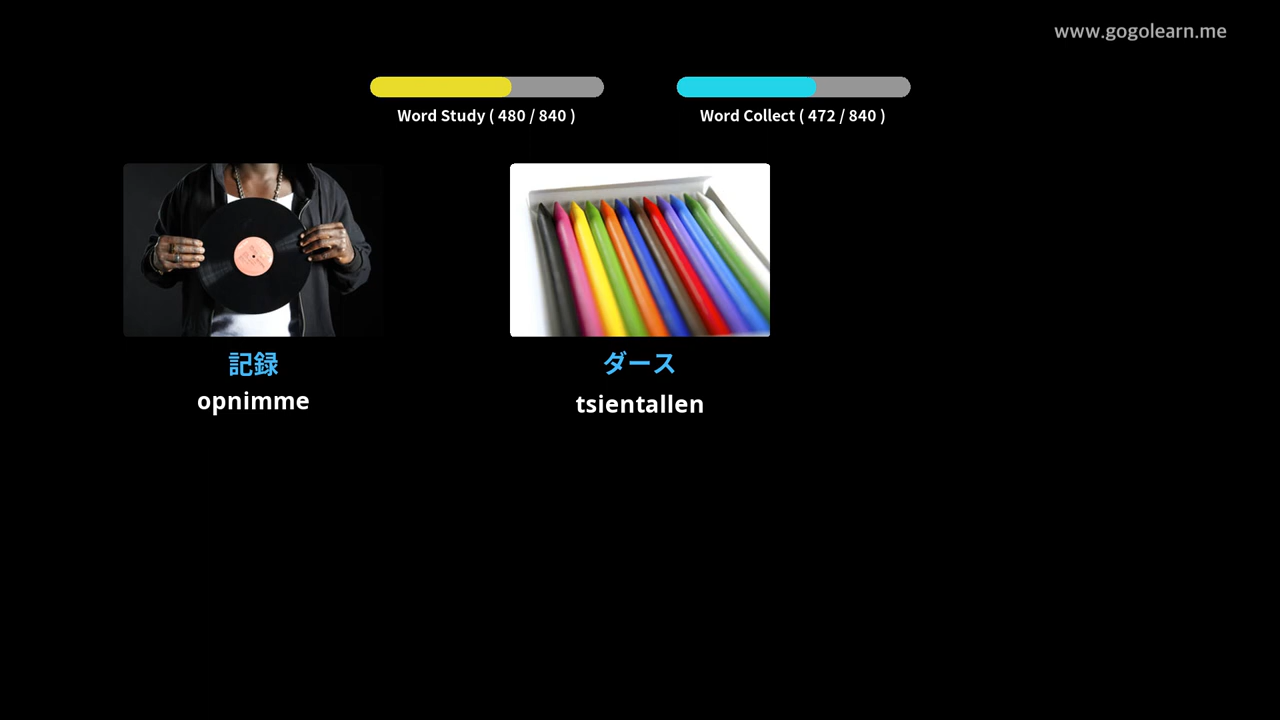 www.gogolearn.me
Word Study ( 480 / 840 )
Word Collect ( 472 / 840 )
記録
opnimme
ダース
tsientallen